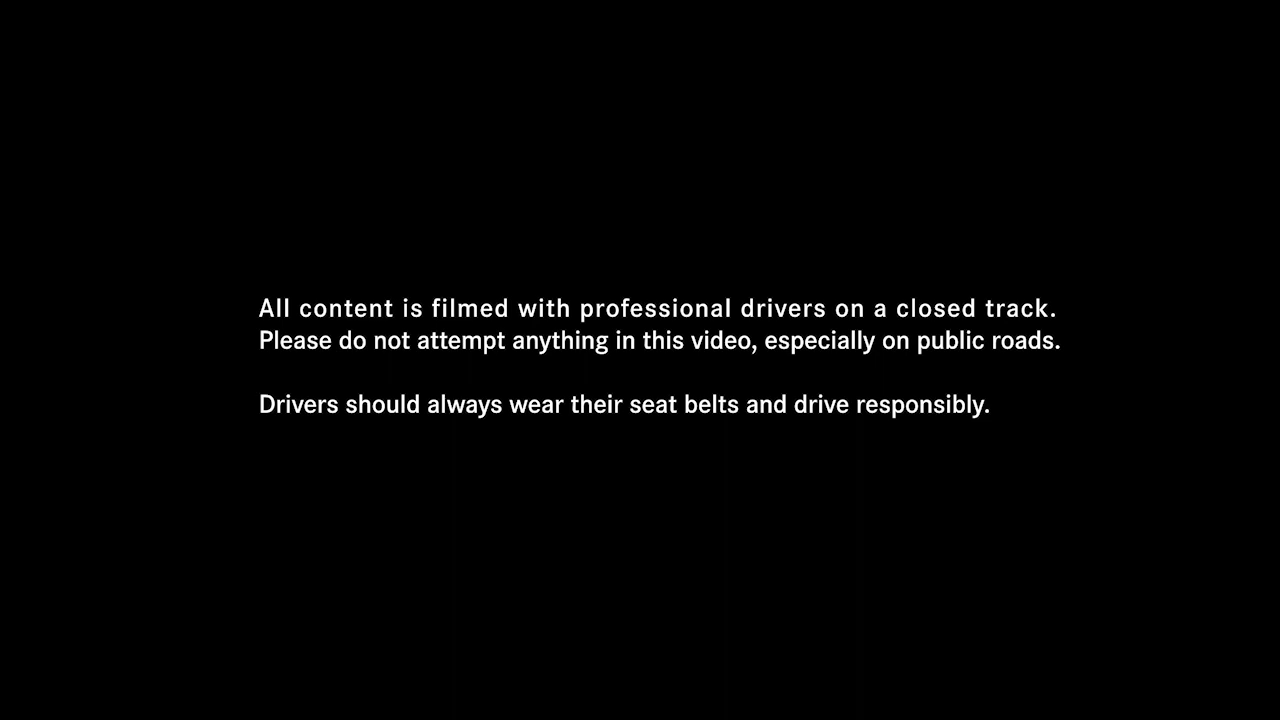 All content is filmed with professional drivers on a closed track.
Please do not attempt anything in this video, especially on public roads.
Drivers should always wear their seat belts and drive responsibly.